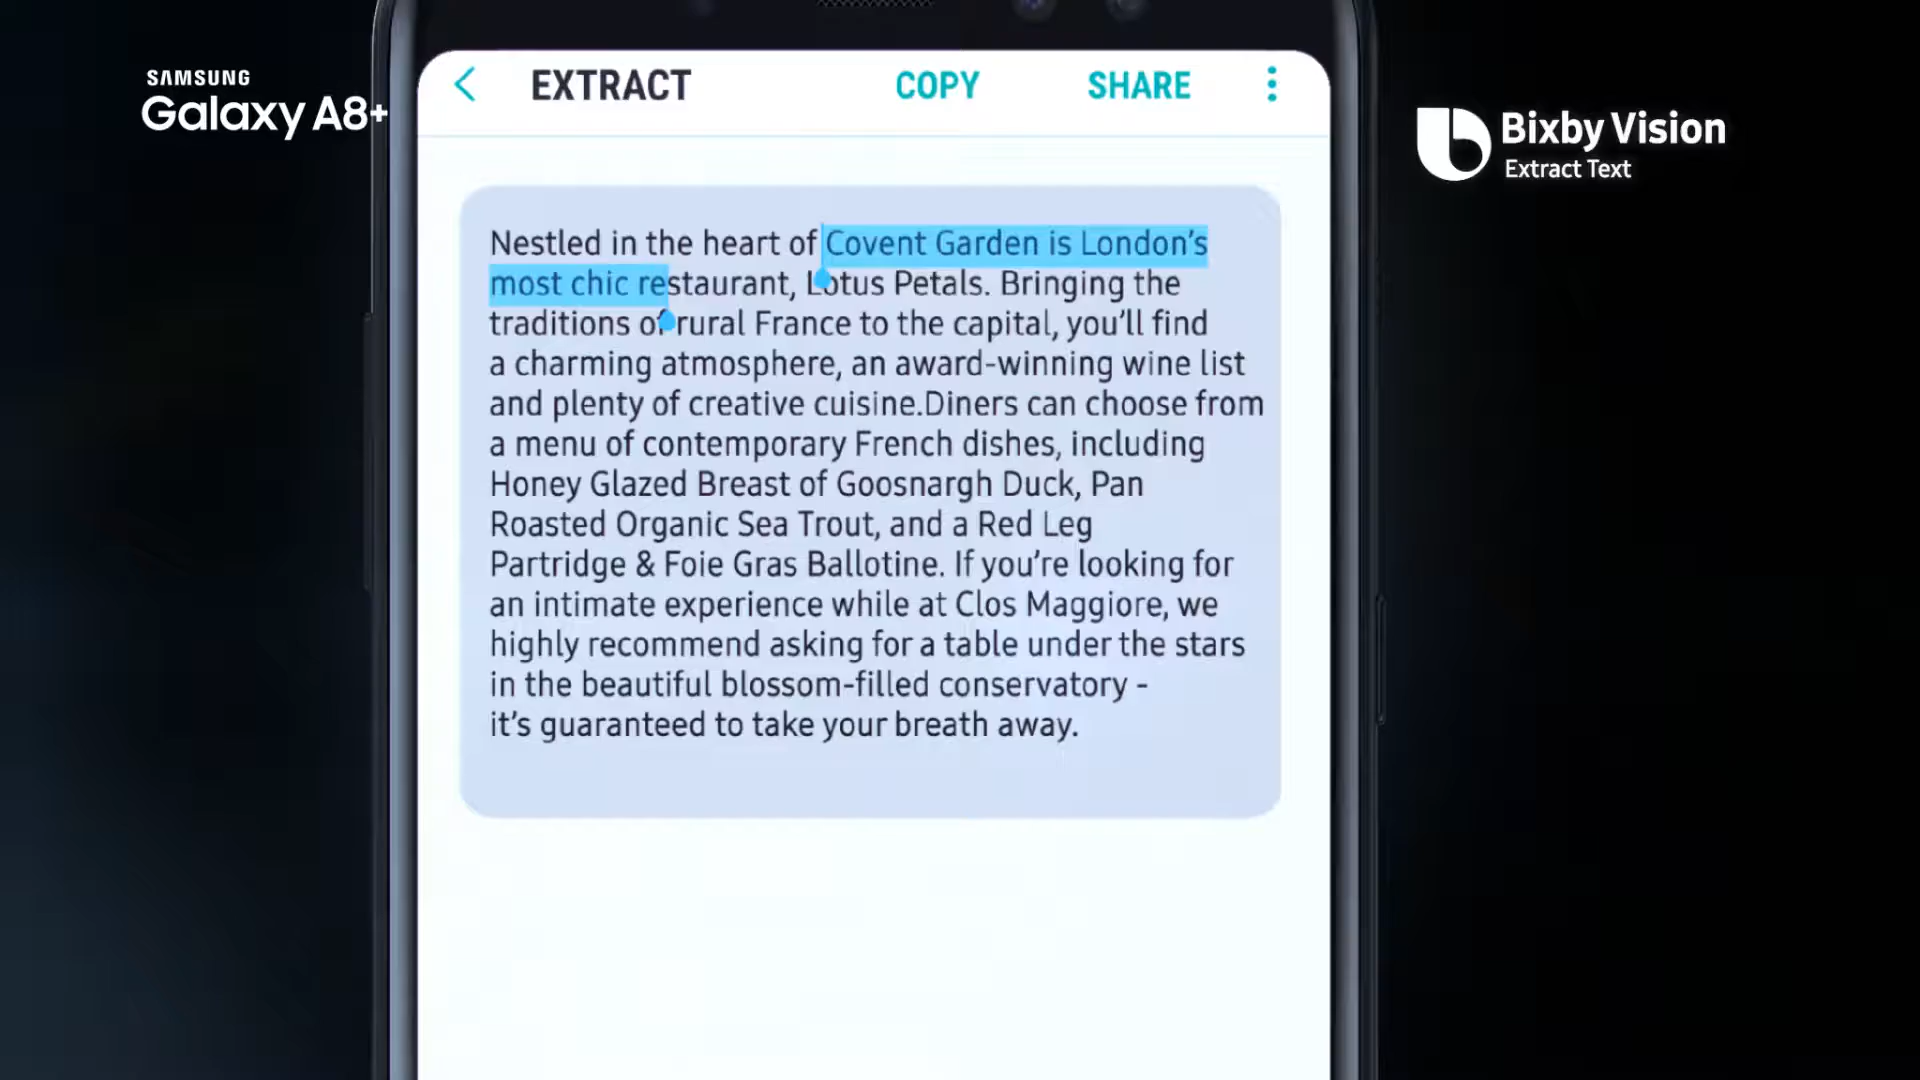 SAMSUNG
Galaxy A8+
EXTRACT
COPY
SHARE
Bixby Vision
Extract Text
Nestled in the heart of Covent Garden is London’s
most chic restaurant, Lotus Petals. Bringing the
traditions of rural France to the capital, you’ll find
a charming atmosphere, an award-winning wine list
and plenty of creative cuisine.Diners can choose from
a menu of contemporary French dishes, including
Honey Glazed Breast of Goosnargh Duck, Pan
Roasted Organic Sea Trout, and a Red Leg
Partridge & Foie Gras Ballotine. If you’re looking for
an intimate experience while at Clos Maggiore, we
highly recommend asking for a table under the stars
in the beautiful blossom-filled conservatory -
it’s guaranteed to take your breath away.